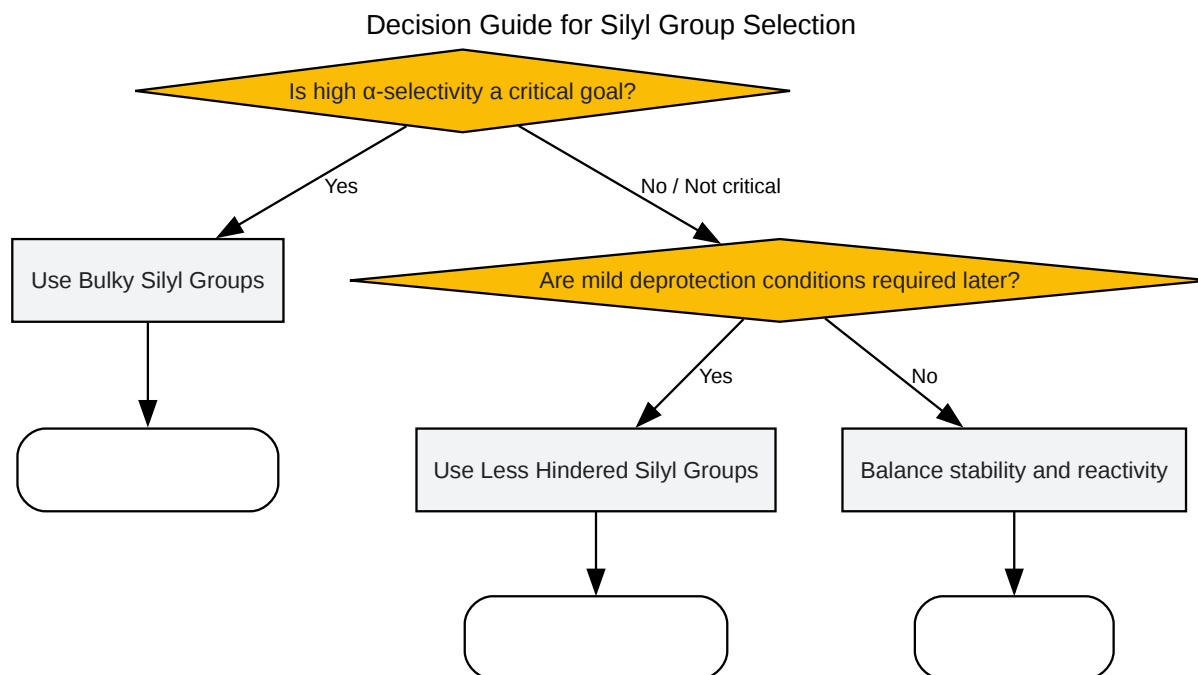 Decision Guide for Silyl Group Selection
Is high α-selectivity a critical goal?
Yes
No / Not critical
Use Bulky Silyl Groups
Are mild deprotection conditions required later?
Yes
No
Use Less Hindered Silyl Groups
Balance stability and reactivity